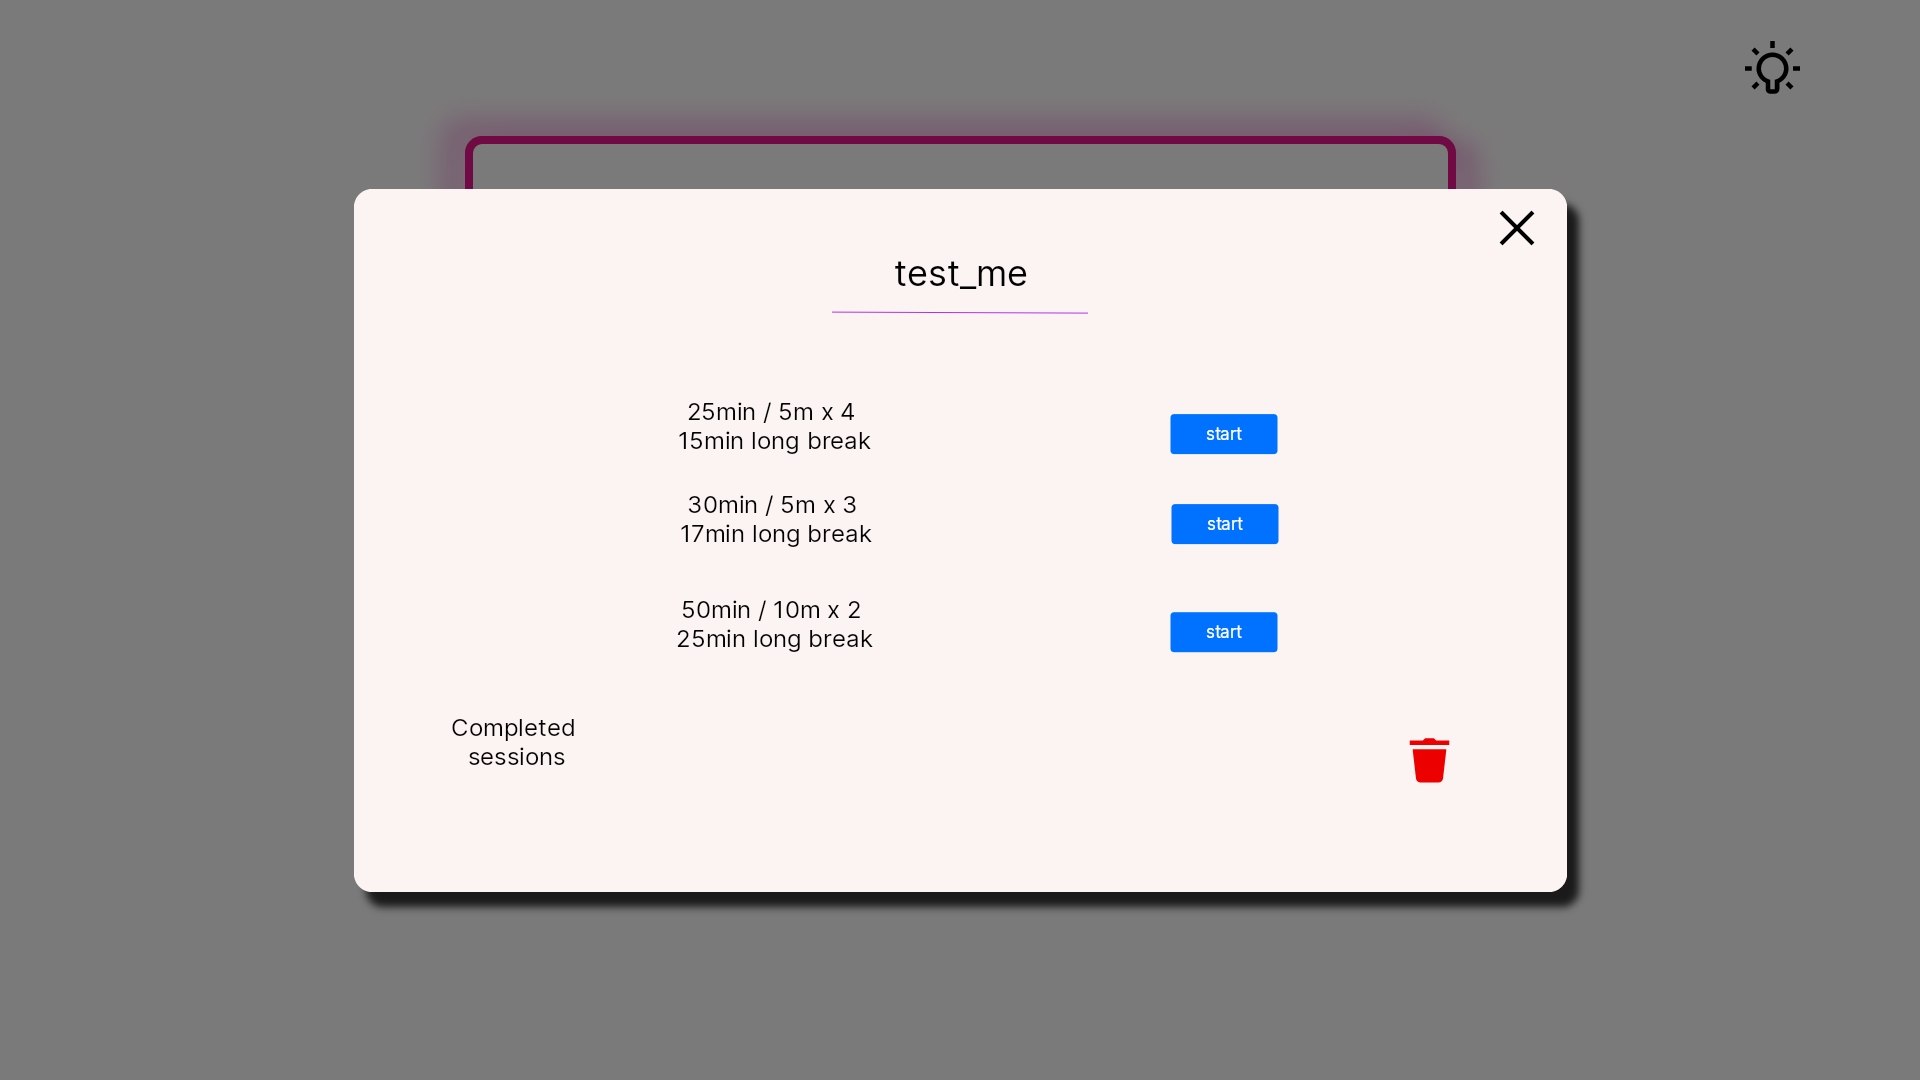 test_me
25min / 5m x 4
15min long break
start
30min / 5m x 3
17min long break
start
50min / 10m x 2
25min long break
start
Completed
sessions